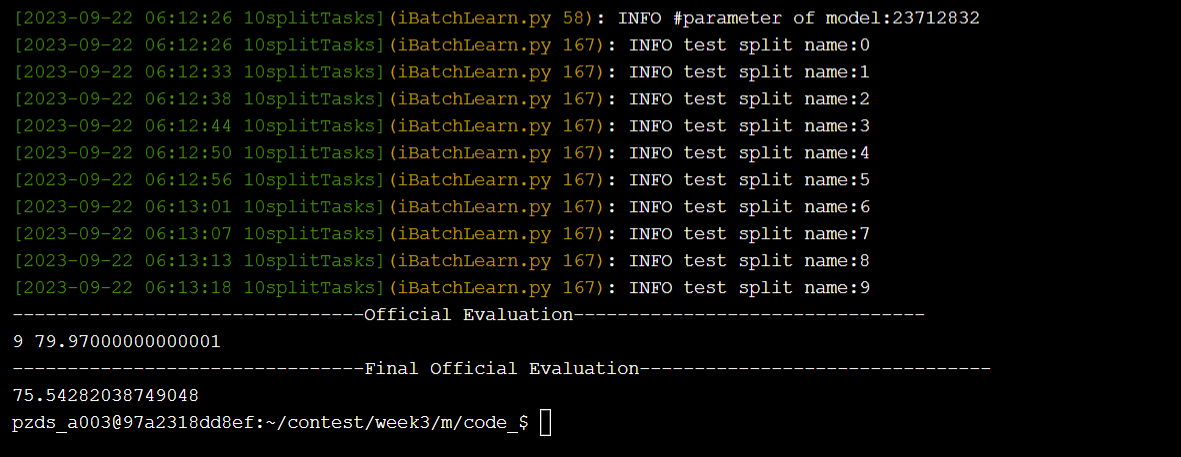 [2023-09-22 06:12:26 10splitTasks](iBatchLearn.py 58): INFO #parameter of model:23712832
[2023-09-22 06:12:26 10splitTasks](iBatchLearn.py 167): INFO test split name:0
[2023-09-22 06:12:33 10splitTasks](iBatchLearn.py 167): INFO test split name:1
[2023-09-22 06:12:38 10splitTasks](iBatchLearn.py 167): INFO test split name:2
[2023-09-22 06:12:44 10splitTasks](iBatchLearn.py 167): INFO test split name:3
[2023-09-22 06:12:50 10splitTasks](iBatchLearn.py 167): INFO test split name:4
[2023-09-22 06:12:56 10splitTasks](iBatchLearn.py 167): INFO test split name:5
[2023-09-22 06:13:01 10splitTasks](iBatchLearn.py 167): INFO test split name:6
[2023-09-22 06:13:07 10splitTasks](iBatchLearn.py 167): INFO test split name:7
[2023-09-22 06:13:13 10splitTasks](iBatchLearn.py 167): INFO test split name:8
[2023-09-22 06:13:18 10splitTasks](iBatchLearn.py 167): INFO test split name:9
--------------------------------Official Evaluation--------------------------------
9 79.97000000000001
--------------------------------Final Official Evaluation--------------------------------
75.54282038749048
pzds_a003@97a2318dd8ef:~/contest/week3/m/code_$